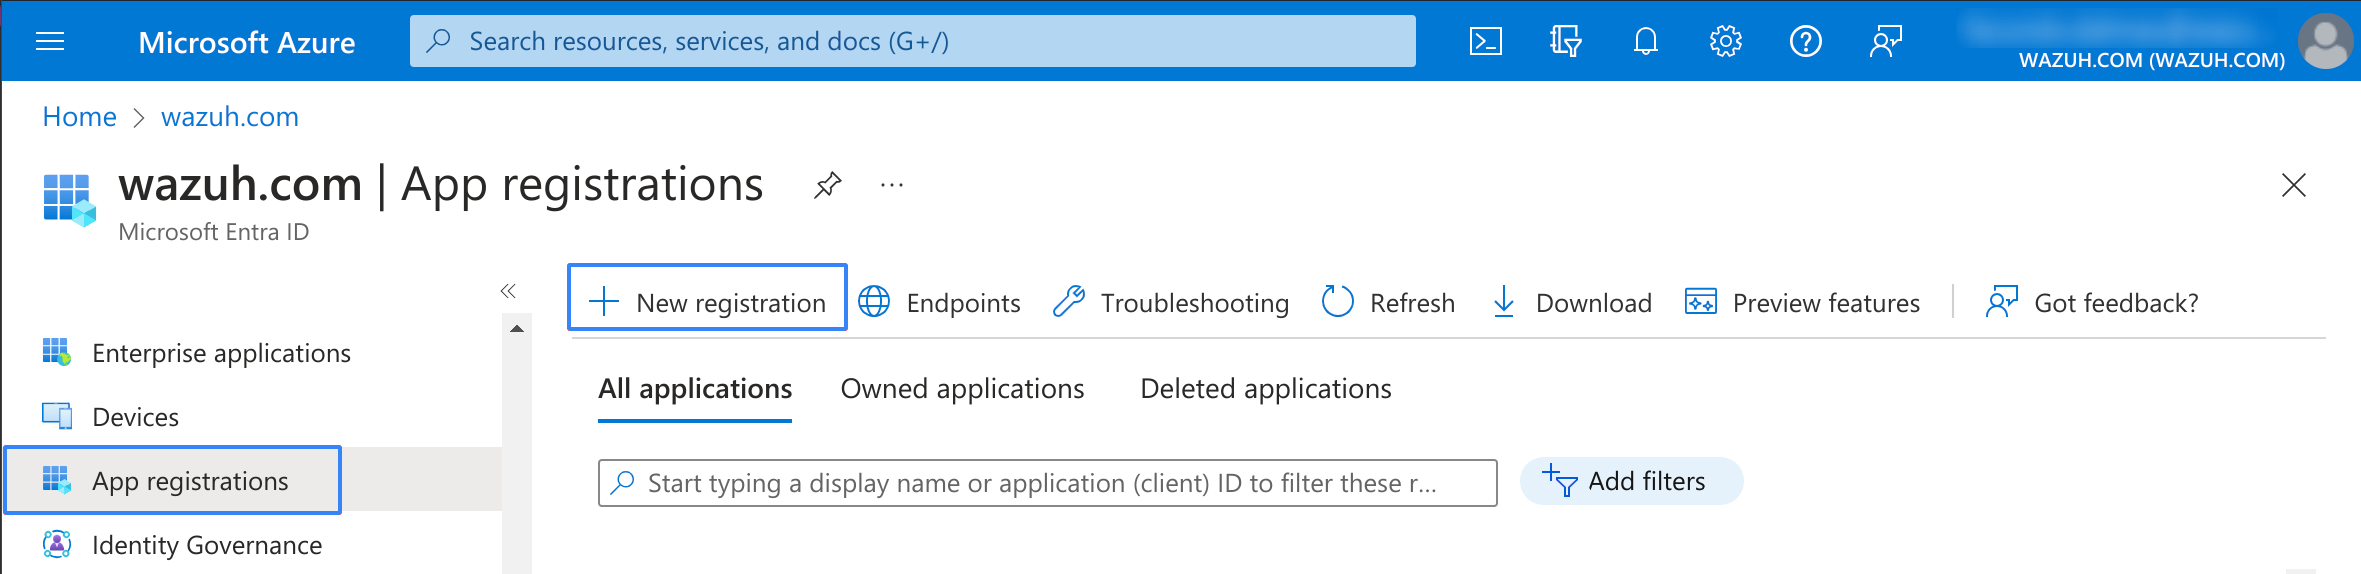 Microsoft Azure
Search resources, services, and docs (G+/)
WAZUH.COM (WAZUH.COM)
Home > wazuh.com
wazuh.com | App registrations
Microsoft Entra ID
New registration
Endpoints
Troubleshooting
Refresh
Download
Preview features
Got feedback?
Enterprise applications
Devices
App registrations
Identity Governance
All applications
Owned applications
Deleted applications
Start typing a display name or application (client) ID to filter these r...
Add filters